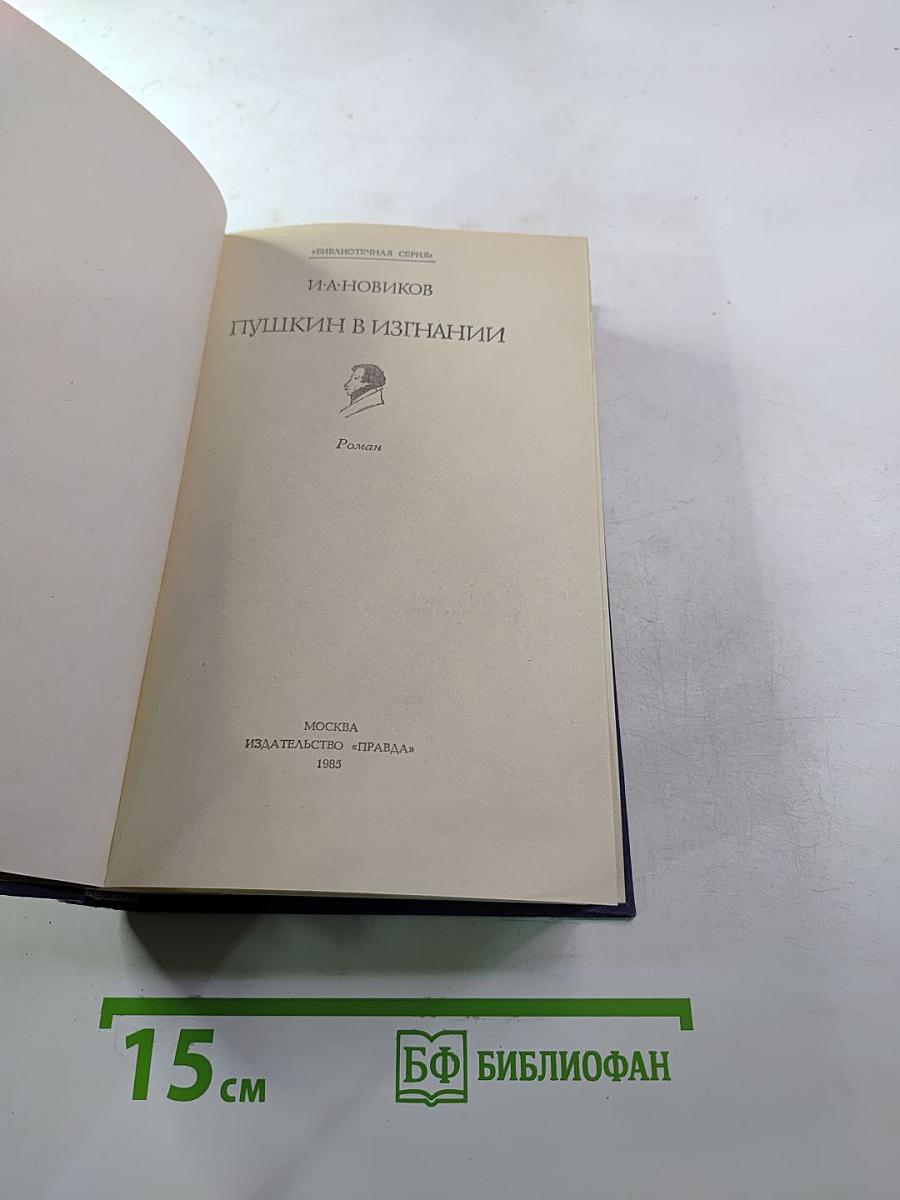 «БИБЛИОТЕЧНАЯ СЕРИЯ»
И·А·НОВИКОВ
ПУШКИН В ИЗГНАНИИ
Роман
МОСКВА
ИЗДАТЕЛЬСТВО «ПРАВДА»
1985
15 см
БФ БИБЛИОФАН